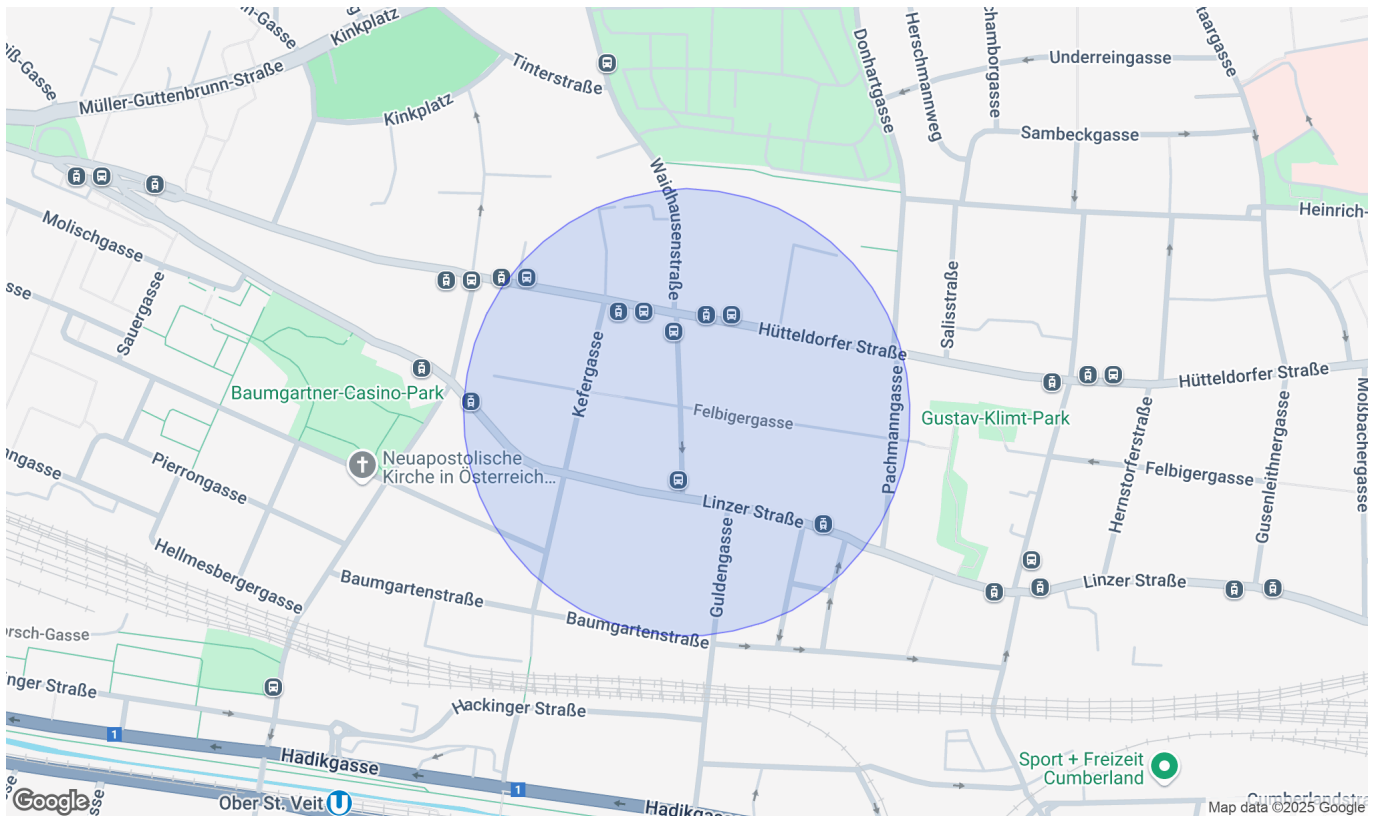 Kinkplatz
Müller-Guttenbrunn-Straße
Kinkplatz
Tinterstraße
Donhartgasse
Herschmannweg
Underreingasse
Sambeckgasse
Heinrich-
Waidhausenstraße
Molischgasse
Sauergasse
Salisstraße
Hütteldorfer Straße
Hütteldorfer Straße
Kefergasse
Felbigergasse
Pachmanngasse
Baumgartner-Casino-Park
Gustav-Klimt-Park
Neuapostolische
Kirche in Österreich...
Pierrongasse
Felbigergasse
Hernstorferstraße
Gusenleithnergasse
Linzer Straße
Guldengasse
Hellmesbergergasse
Baumgartenstraße
Linzer Straße
Baumgartenstraße
Hackinger Straße
1
Hadikgasse
1
Sport + Freizeit
Cumberland
Ober St. Veit
U
Hadikgasse
Google
Map data ©2025 Google